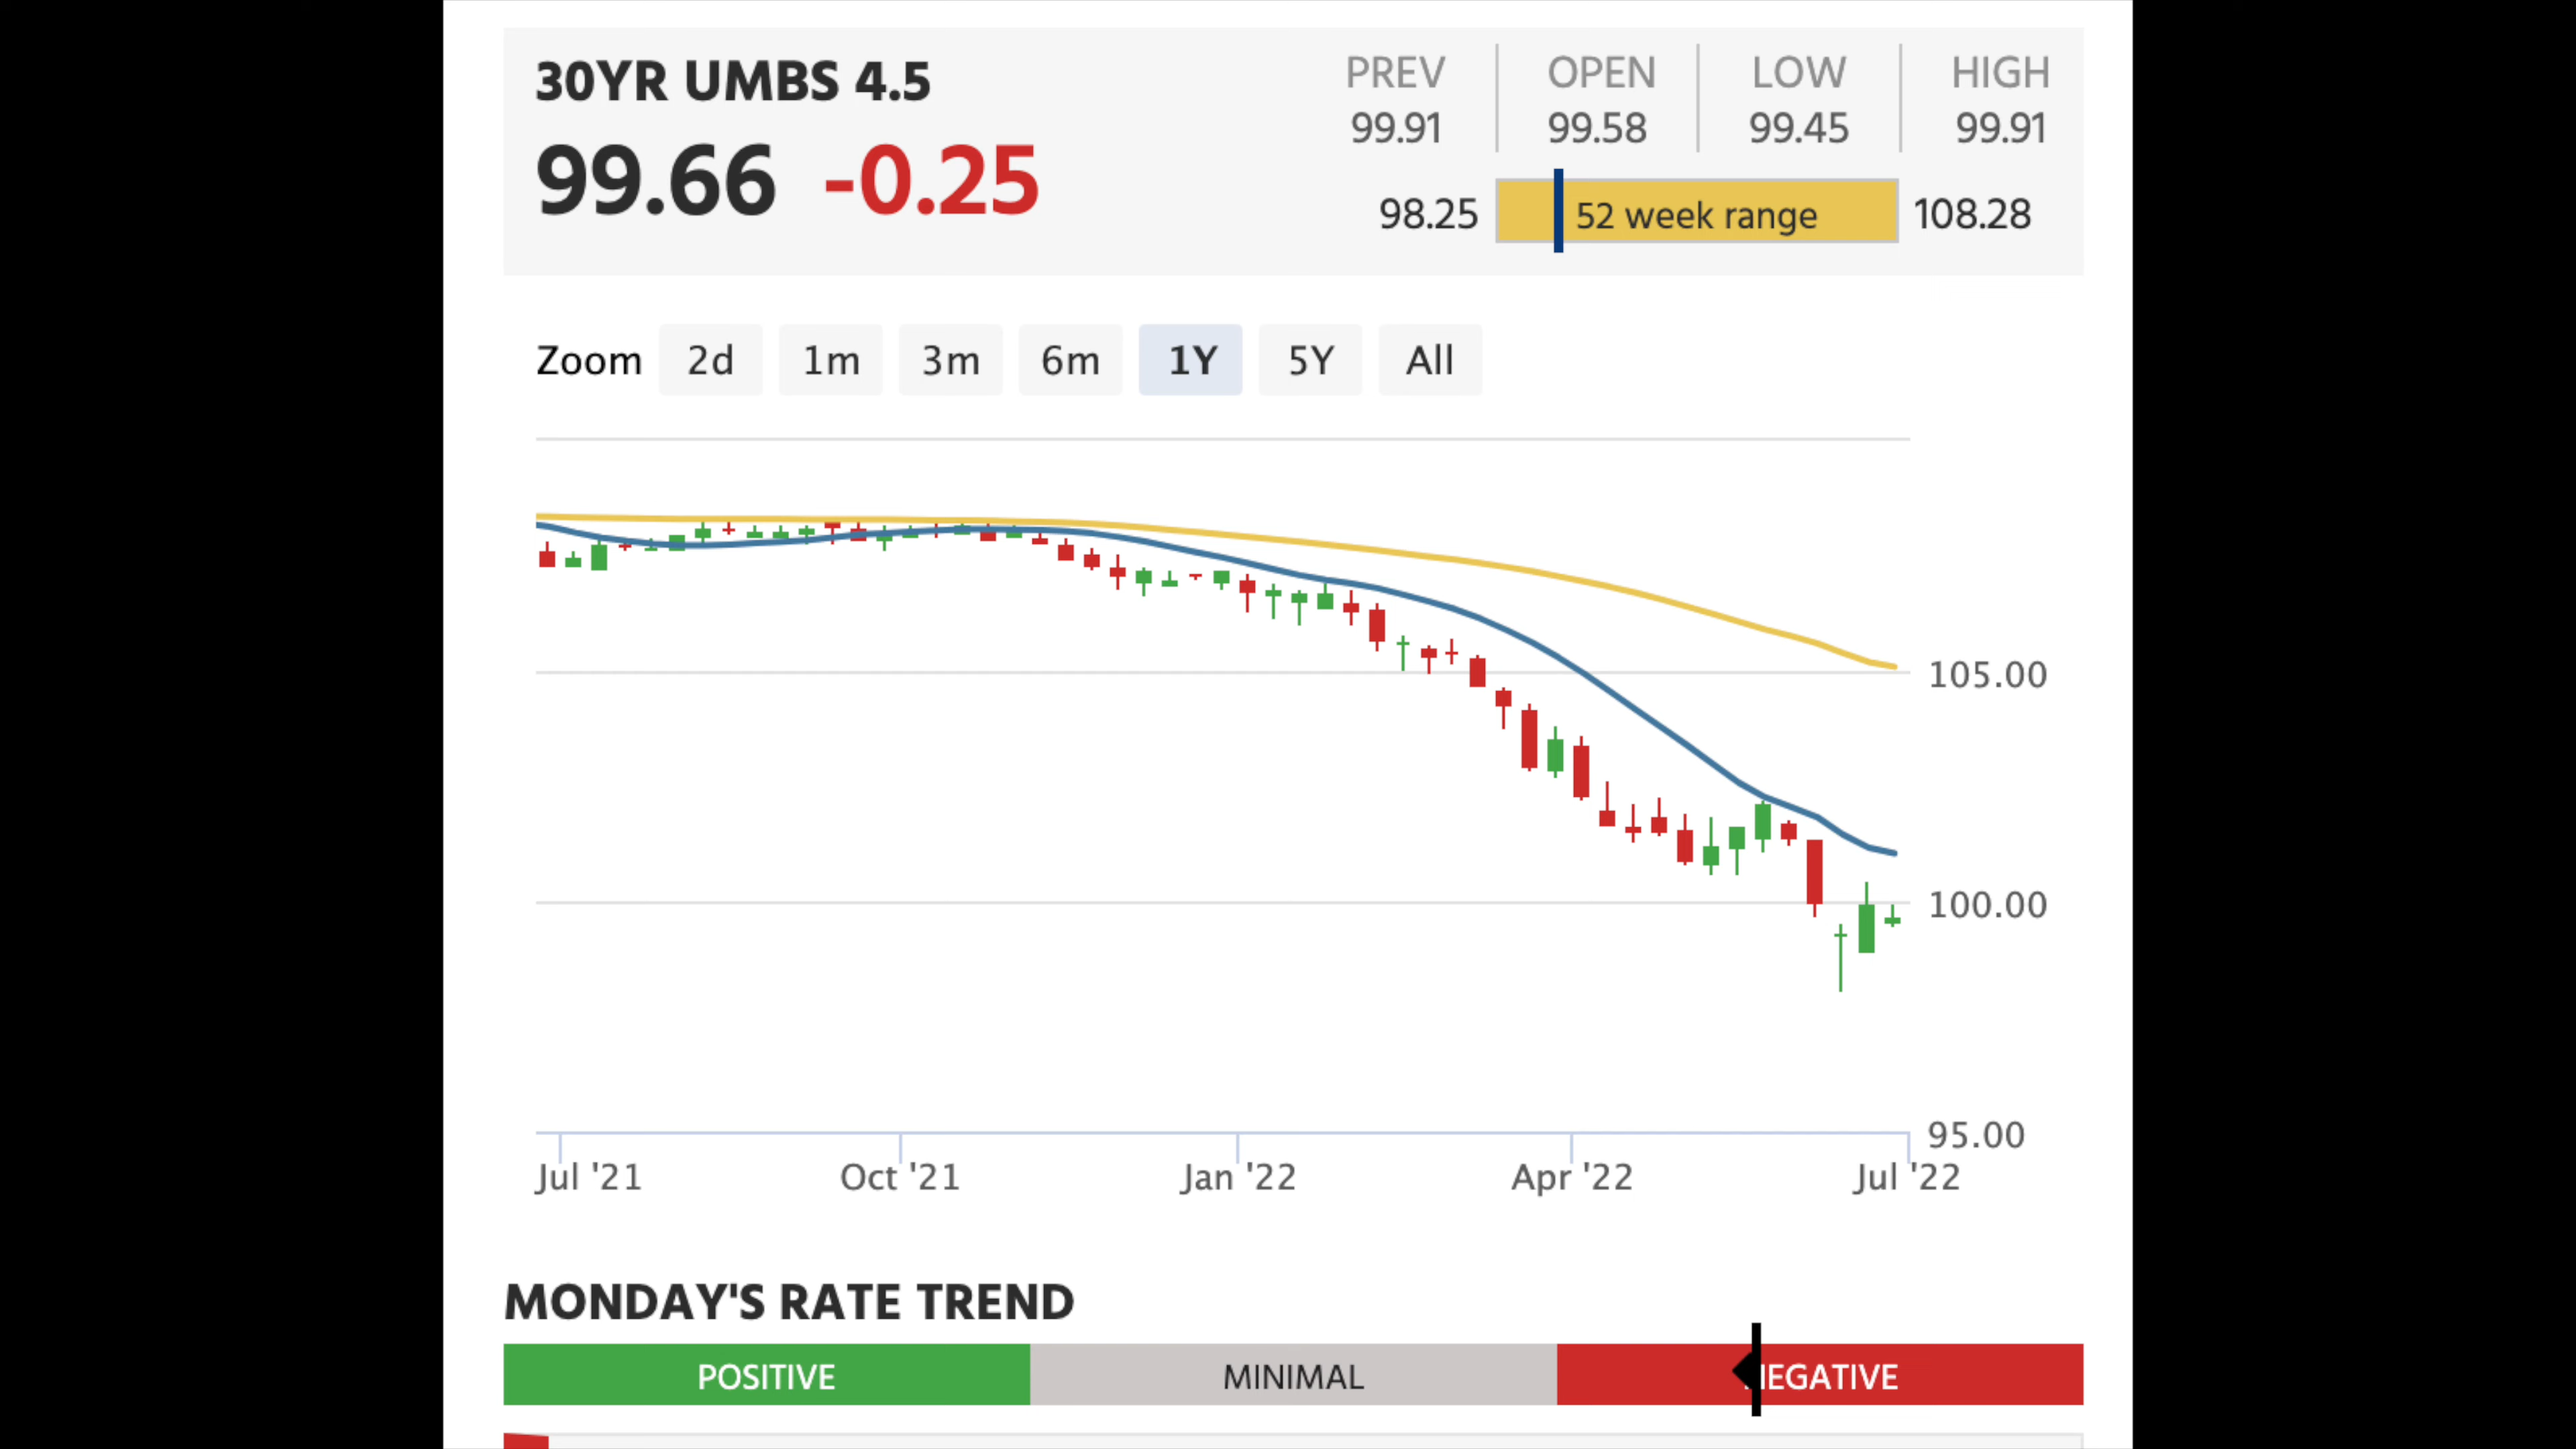 30YR UMBS 4.5
99.66 -0.25
PREV OPEN LOW HIGH
99.91 99.58 99.45 99.91
98.25 52 week range 108.28
Zoom 2d 1m 3m 6m 1Y 5Y All
105.00
100.00
95.00
Jul '21 Oct '21 Jan '22 Apr '22 Jul '22
MONDAY'S RATE TREND
POSITIVE MINIMAL NEGATIVE